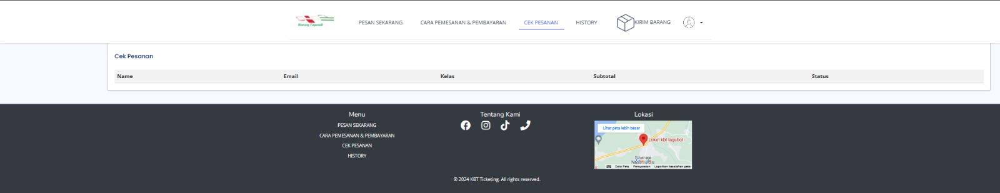 Bintang Tapanuli
PESAN SEKARANG
CARA PEMESANAN & PEMBAYARAN
CEK PESANAN
HISTORY
KIRIM BARANG
Cek Pesanan
Name Email Kelas Subtotal Status
Menu
PESAN SEKARANG
CARA PEMESANAN & PEMBAYARAN
CEK PESANAN
HISTORY
Tentang Kami
Lokasi
Lihat peta lebih besar
Loket kbt laguboti
Data Peta Persyaratan Laporkan kesalahan peta
© 2024 KBT Ticketing. All rights reserved.